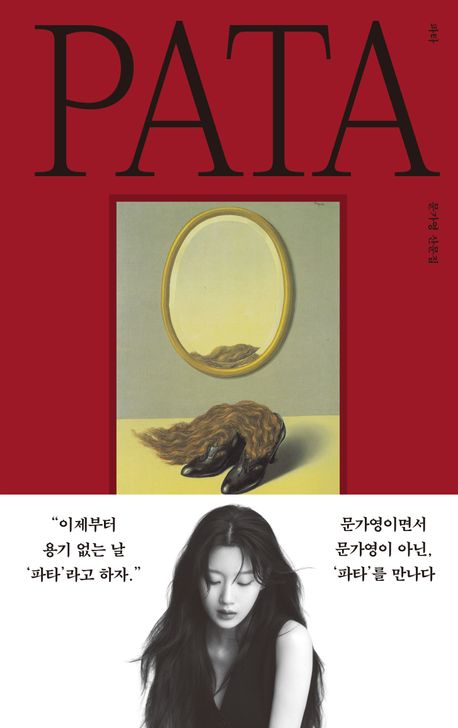 PATA
파타
문가영 산문집
“이제부터
용기 없는 날
‘파타’라고 하자.”
문가영이면서
문가영이 아닌,
‘파타’를 만나다